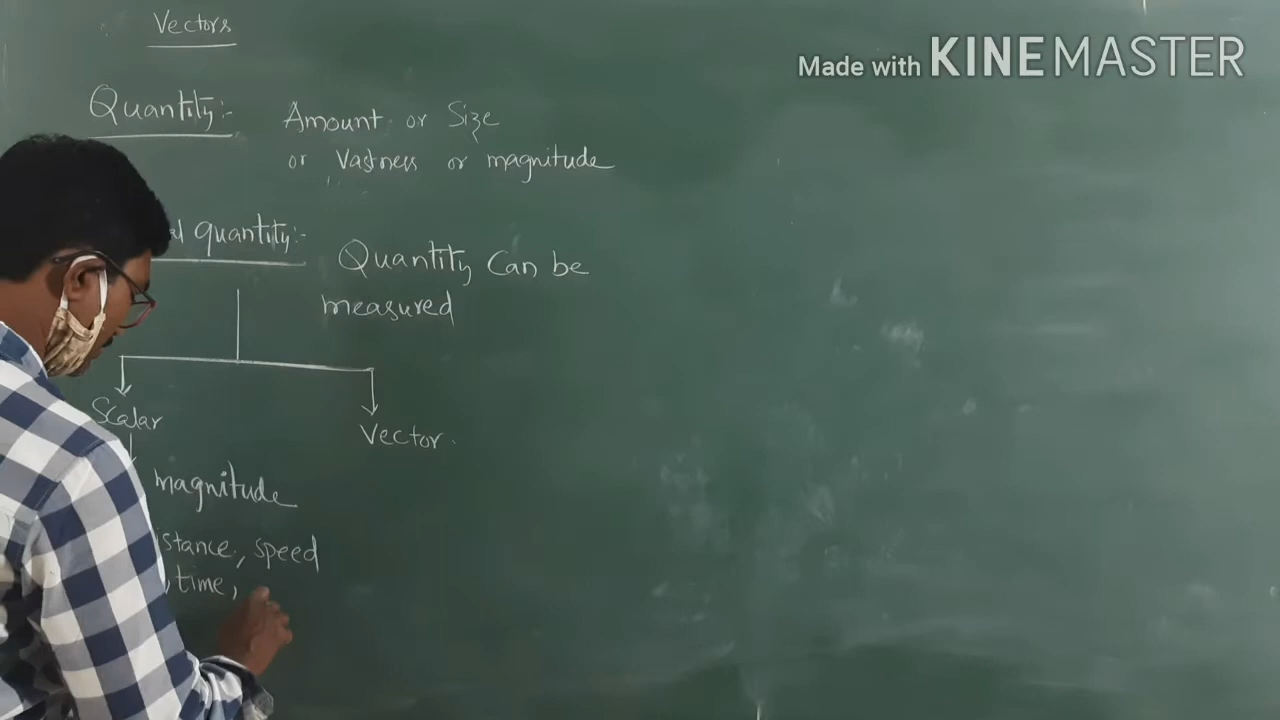 Vectors
Made with KINEMASTER
Quantity:- Amount or Size
or Vastness or magnitude
quantity:- Quantity Can be
measured
Scalar
Vector.
magnitude
speed
, time,